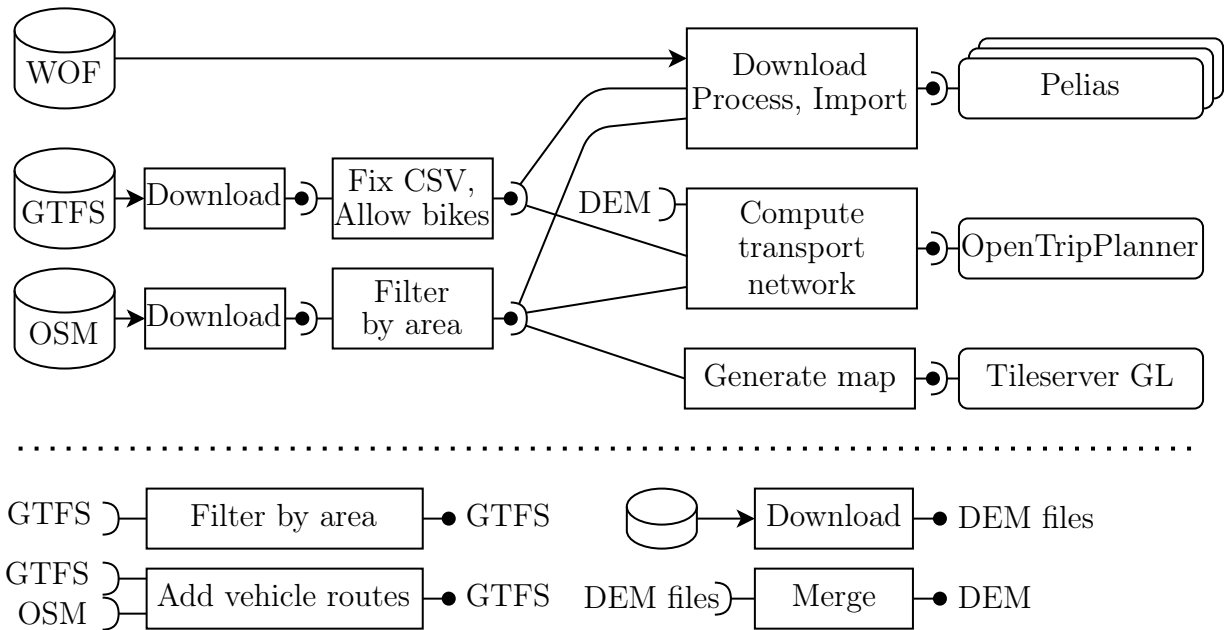 WOF
Download
Process, Import
Pelias
GTFS
Download
Fix CSV,
Allow bikes
DEM
Compute
transport
network
OpenTripPlanner
OSM
Download
Filter
by area
Generate map
Tileserver GL
GTFS
Filter by area
GTFS
Download
DEM files
GTFS
OSM
Add vehicle routes
GTFS
DEM files
Merge
DEM